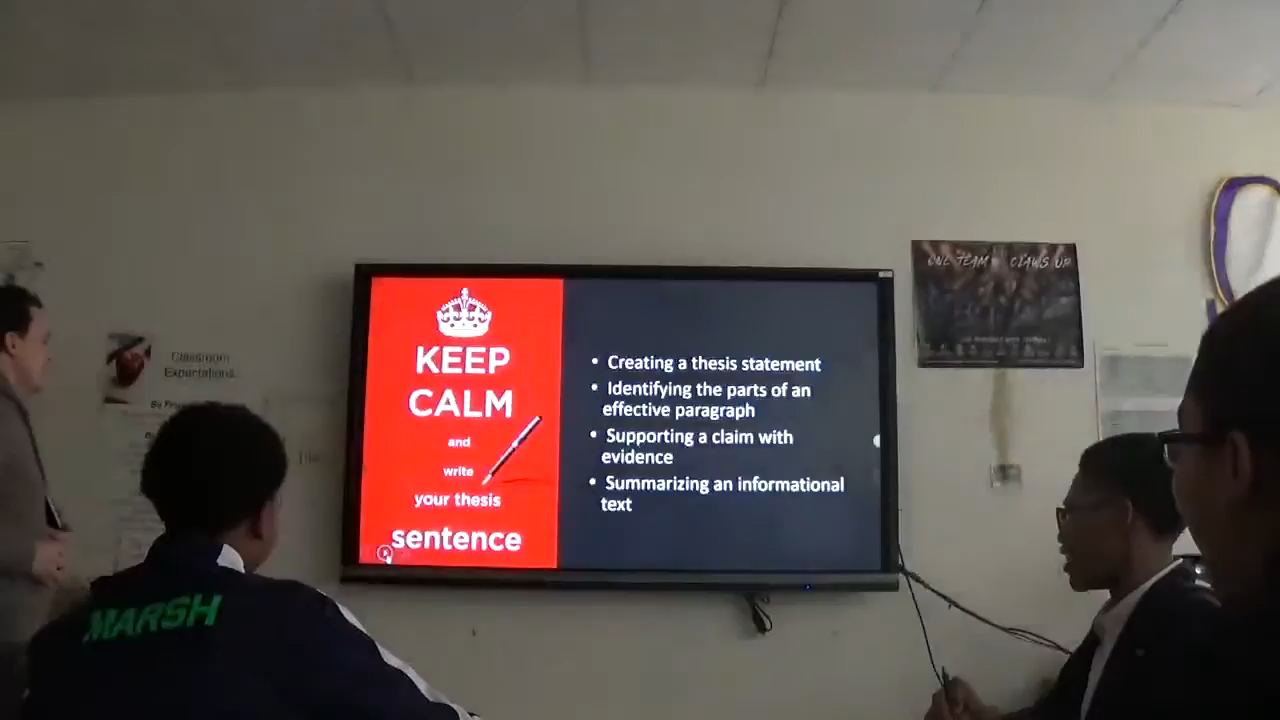 ONE TEAM CLAWS UP
KEEP
CALM
and
write
your thesis
sentence
• Creating a thesis statement
• Identifying the parts of an
effective paragraph
• Supporting a claim with
evidence
• Summarizing an informational
text
Classroom
Expectations
MARSH